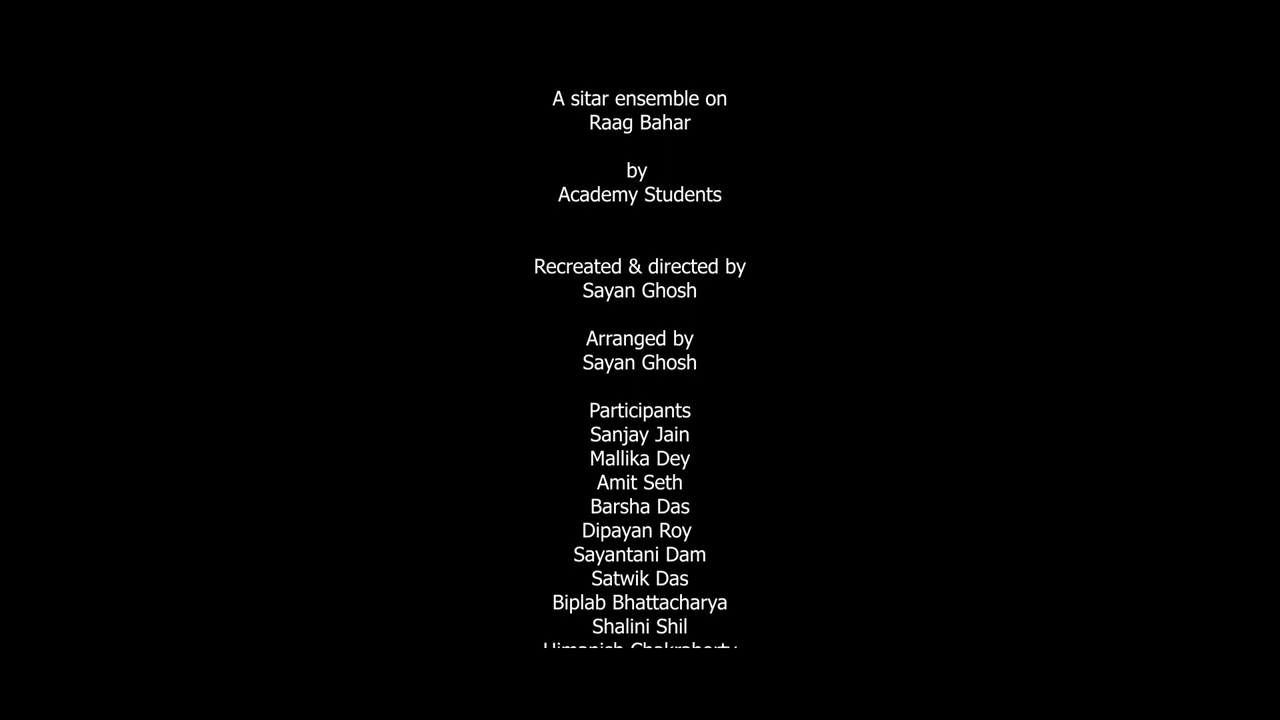 A sitar ensemble on
Raag Bahar
by
Academy Students
Recreated & directed by
Sayan Ghosh
Arranged by
Sayan Ghosh
Participants
Sanjay Jain
Mallika Dey
Amit Seth
Barsha Das
Dipayan Roy
Sayantani Dam
Satwik Das
Biplab Bhattacharya
Shalini Shil
Chakraborty